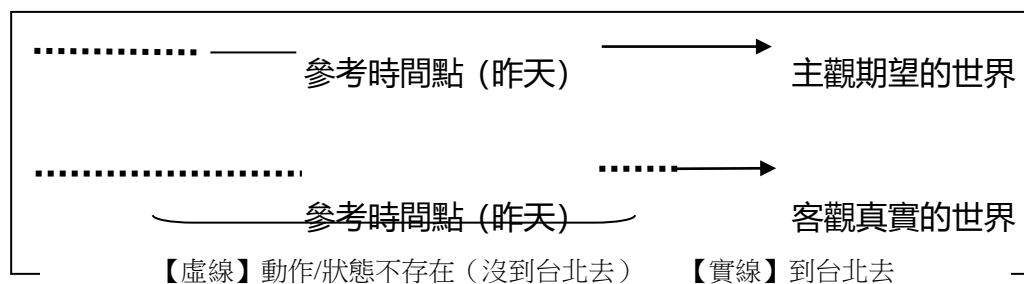 參考時間點 (昨天) 主觀期望的世界
參考時間點 (昨天) 客觀真實的世界
【虛線】動作/狀態不存在（沒到台北去） 【實線】到台北去